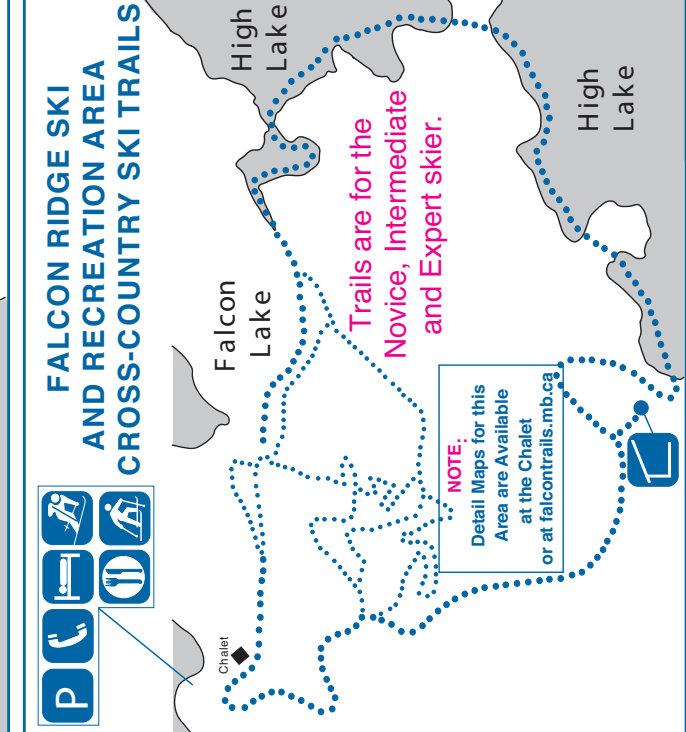 FALCON RIDGE SKI
AND RECREATION AREA
CROSS-COUNTRY SKI TRAILS
P
High
Lake
Falcon
Lake
Trails are for the
Novice, Intermediate
and Expert skier.
High
Lake
Chalet
NOTE:
Detail Maps for this
Area are Available
at the Chalet
or at falcontrails.mb.ca